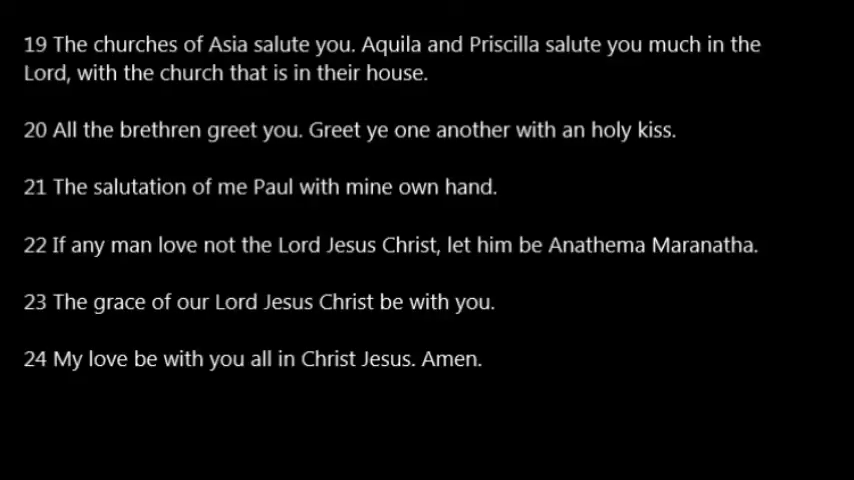 19 The churches of Asia salute you. Aquila and Priscilla salute you much in the
Lord, with the church that is in their house.
20 All the brethren greet you. Greet ye one another with an holy kiss.
21 The salutation of me Paul with mine own hand.
22 If any man love not the Lord Jesus Christ, let him be Anathema Maranatha.
23 The grace of our Lord Jesus Christ be with you.
24 My love be with you all in Christ Jesus. Amen.